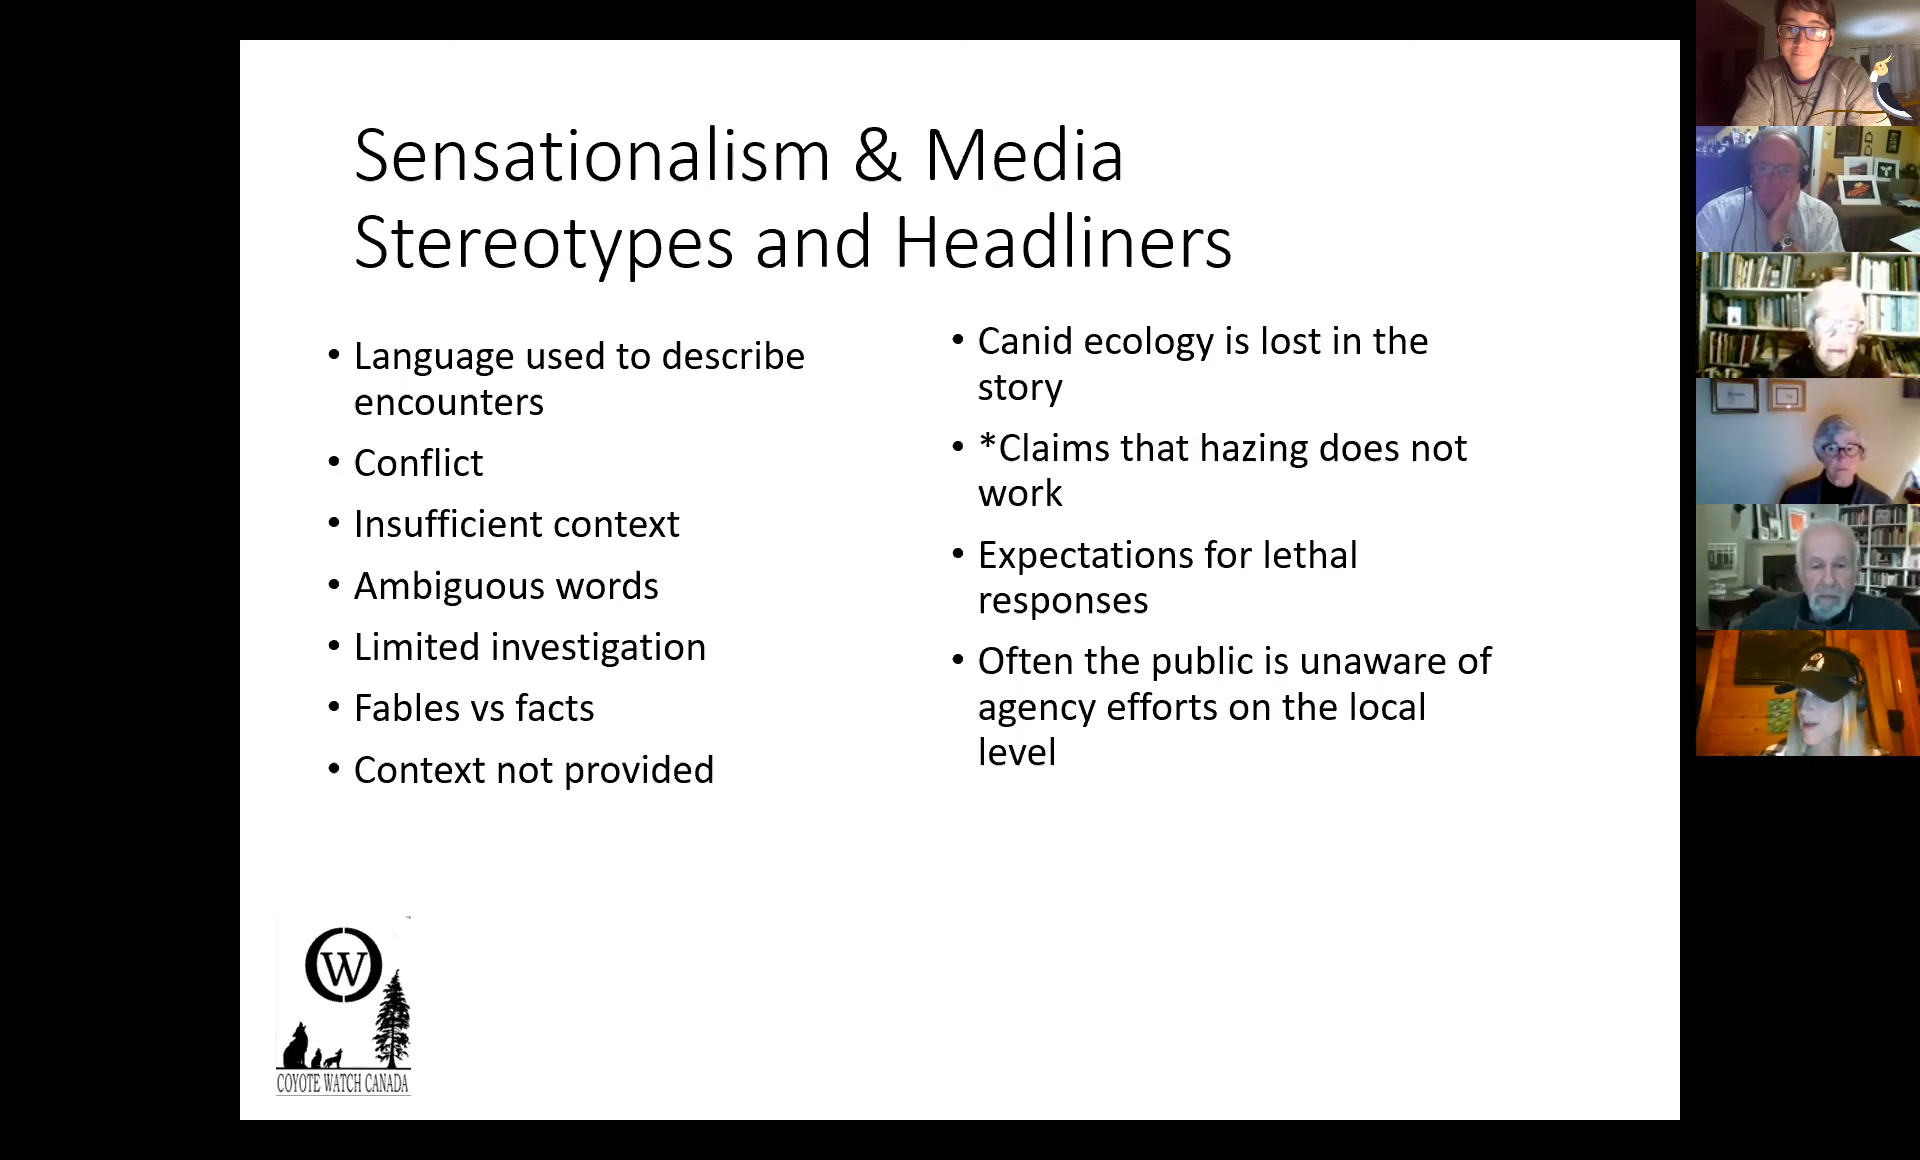 Sensationalism & Media
Stereotypes and Headliners
• Language used to describe
encounters
• Conflict
• Insufficient context
• Ambiguous words
• Limited investigation
• Fables vs facts
• Context not provided
• Canid ecology is lost in the
story
• *Claims that hazing does not
work
• Expectations for lethal
responses
• Often the public is unaware of
agency efforts on the local
level
W
COYOTE WATCH CANADA